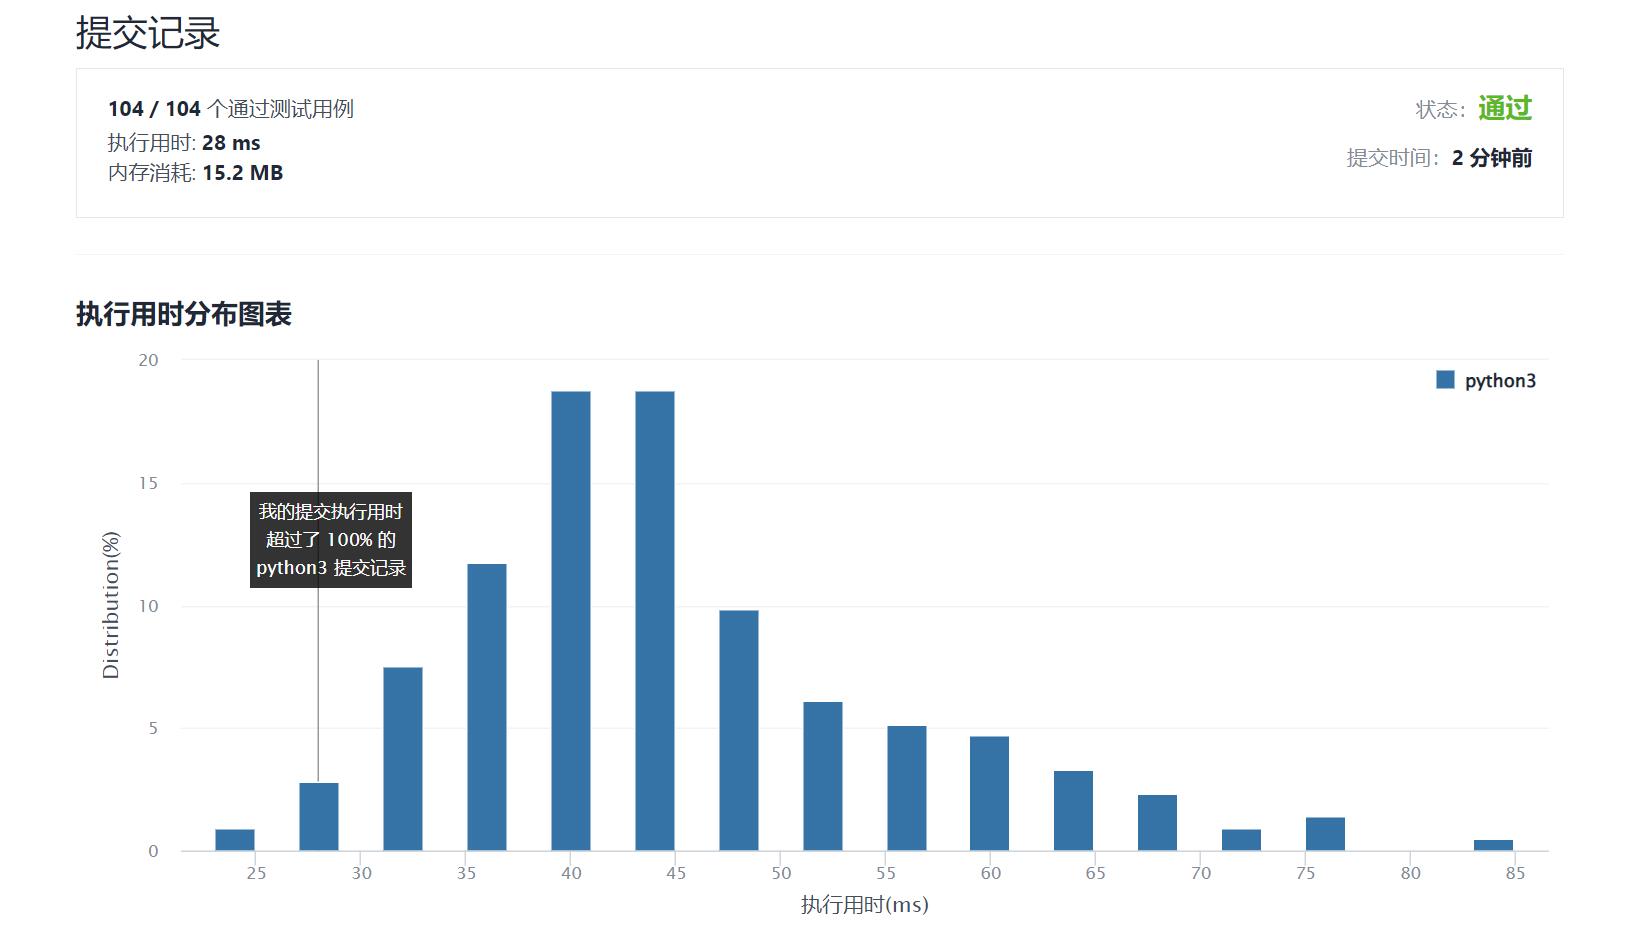 提交记录
104 / 104 个通过测试用例
状态：通过
执行用时: 28 ms
提交时间：2 分钟前
内存消耗: 15.2 MB
执行用时分布图表
python3
我的提交执行用时
超过了 100% 的
python3 提交记录
Distribution(%)
20
15
10
5
0
25 30 35 40 45 50 55 60 65 70 75 80 85
执行用时(ms)